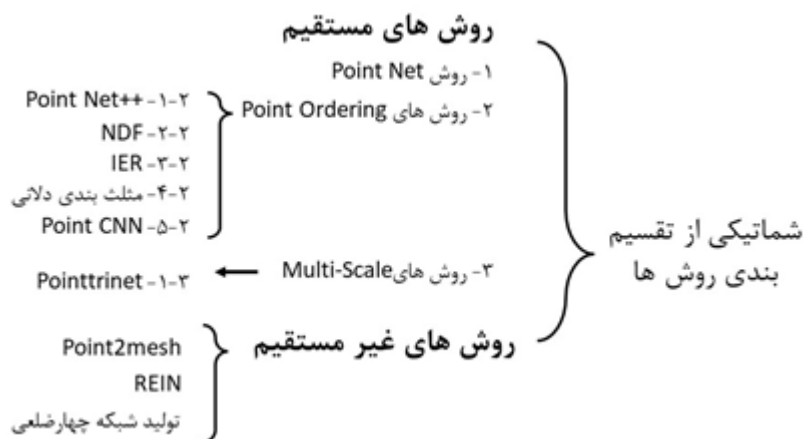 شماتیکی از تقسیم
بندی روش ها
روش های مستقیم
۱- روش Point Net
۲- روش های Point Ordering
۱-۲- Point Net++
۲-۲- NDF
۳-۲- IER
۴-۲- مثلث بندی دلانی
۵-۲- Point CNN
۳- روش های Multi-Scale
۱-۳- Pointtrinet
روش های غیر مستقیم
Point2mesh
REIN
تولید شبکه چهارضلعی